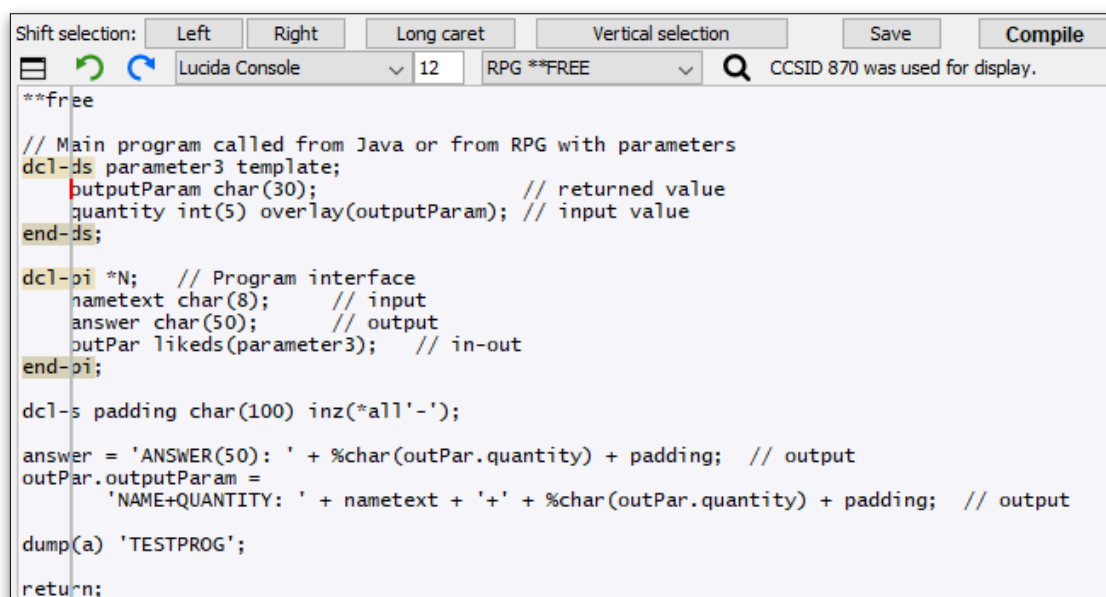 Shift selection: Left Right Long caret Vertical selection Save Compile
Lucida Console 12 RPG **FREE CCSID 870 was used for display.
**free
// Main program called from Java or from RPG with parameters
dcl-ds parameter3 template;
outputParam char(30); // returned value
quantity int(5) overlay(outputParam); // input value
end-ds;
dcl-pi *N; // Program interface
nametext char(8); // input
answer char(50); // output
outPar likeds(parameter3); // in-out
end-pi;
dcl-s padding char(100) inz(*all'-');
answer = 'ANSWER(50): ' + %char(outPar.quantity) + padding; // output
outPar.outputParam =
'NAME+QUANTITY: ' + nametext + '+' + %char(outPar.quantity) + padding; // output
dump(a) 'TESTPROG';
return;